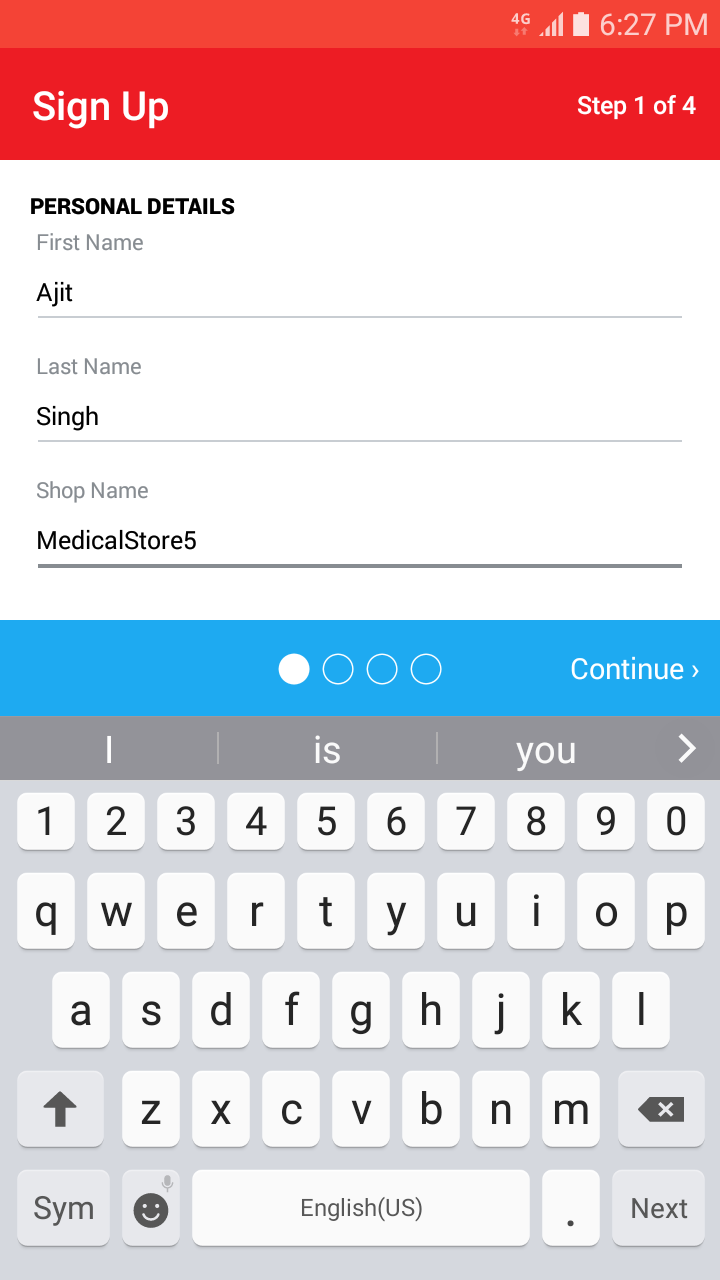 4G 6:27 PM
Sign Up Step 1 of 4
PERSONAL DETAILS
First Name
Ajit
Last Name
Singh
Shop Name
MedicalStore5
Continue ›
I is you
1 2 3 4 5 6 7 8 9 0
q w e r t y u i o p
a s d f g h j k l
z x c v b n m
Sym English(US) . Next